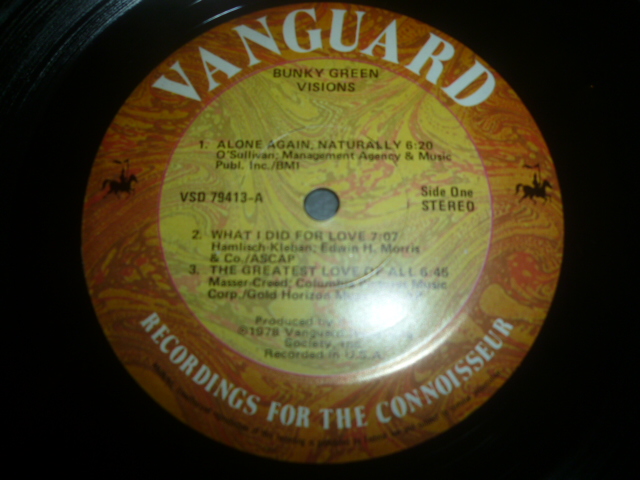 VANGUARD
BUNKY GREEN
VISIONS
1. ALONE AGAIN, NATURALLY 6:20
O'Sullivan; Management Agency & Music
Publ. Inc./BMI
VSD 79413-A
Side One
STEREO
2. WHAT I DID FOR LOVE 7:07
Hamlisch-Kleban; Edwin H. Morris
& Co./ASCAP
3. THE GREATEST LOVE OF ALL 6:45
Masser-Creed; Columbia Pictures Music
Corp./Gold Horizon
Produced by
©1978 Vanguard
Society, Inc.
Recorded in U.S.A.
RECORDINGS FOR THE CONNOISSEUR